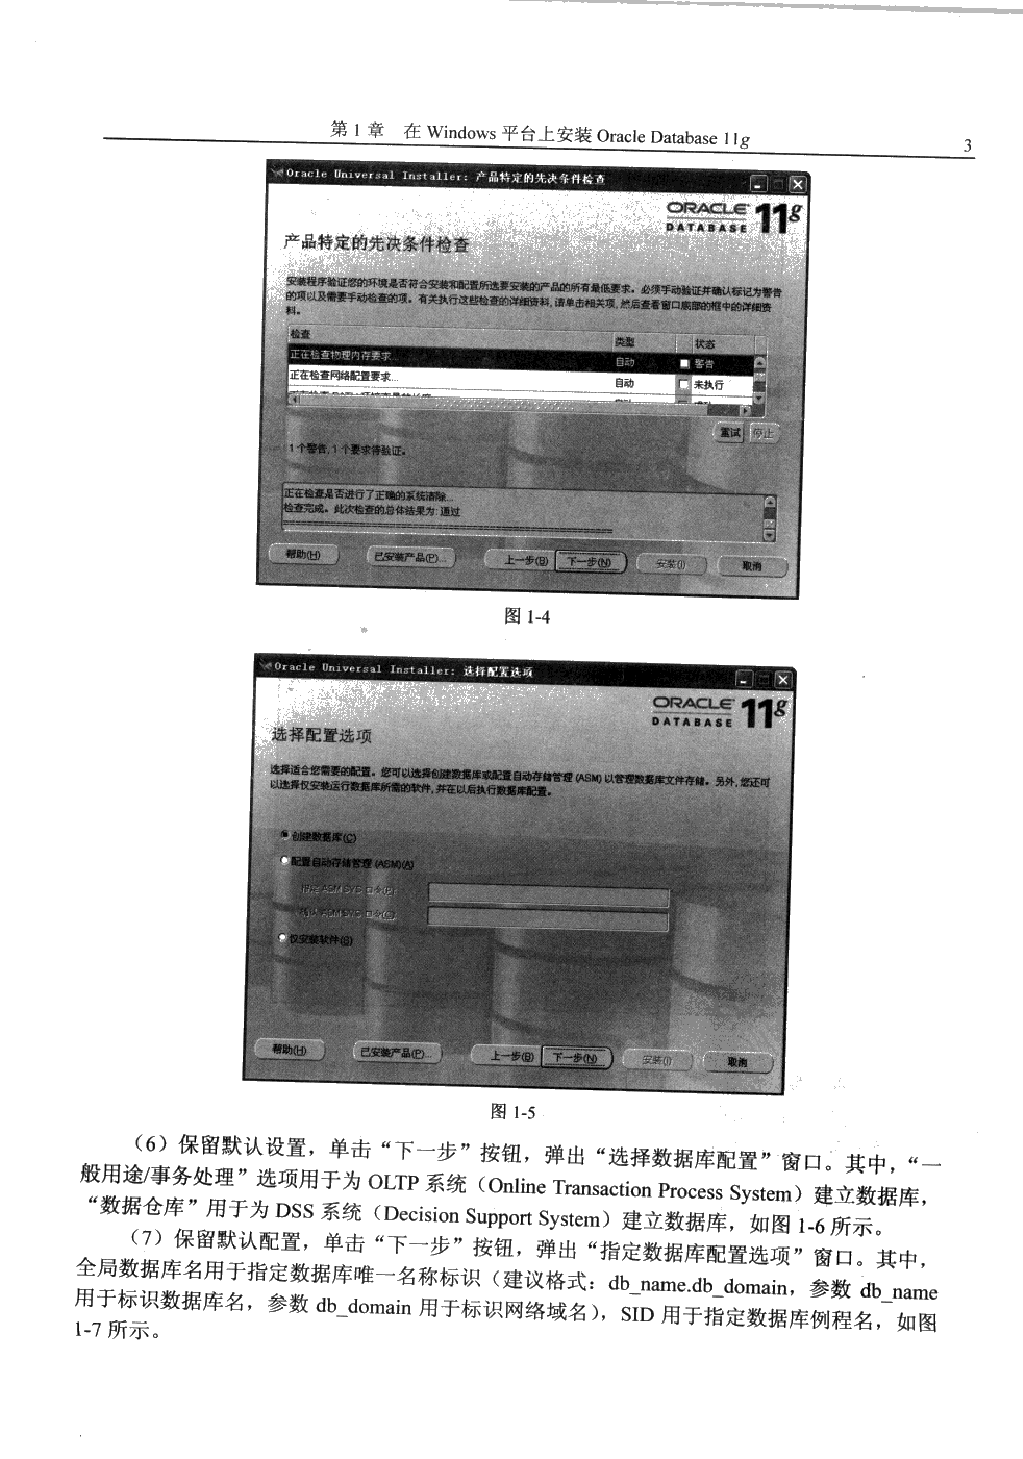 第 1 章　在 Windows 平台上安装 Oracle Database 11g
3
Oracle Universal Installer: 产品特定的先决条件检查
ORACLE 11g
DATABASE
产品特定的先决条件检查
安装程序验证您的环境是否符合安装和配置所选要安装的产品的所有最低要求。必须手动验证并确认标记为警告
的项以及需要手动检查的项。有关执行这些检查的详细资料, 请单击相关项, 然后查看窗口底部的框中的详细资
料。
检查 类型 状态
正在检查物理内存要求... 自动 警告
正在检查网络配置要求... 自动 未执行
重试 停止
1 个警告, 1 个要求待验证。
正在检查是否进行了正确的系统清除...
检查完成。此次检查的总体结果为: 通过
帮助(H) 已安装产品(P)... 上一步(B) 下一步(N) 安装(I) 取消
图 1-4
Oracle Universal Installer: 选择配置选项
ORACLE 11g
DATABASE
选择配置选项
选择适合您需要的配置。您可以选择创建数据库或配置自动存储管理 (ASM) 以管理数据库文件存储。另外, 您还可
以选择仅安装运行数据库所需的软件, 并在以后执行数据库配置。
创建数据库(C)
配置自动存储管理 (ASM)(A)
指定 ASM SYS 口令(P)
确认 ASM SYS 口令(E)
仅安装软件(S)
帮助(H) 已安装产品(P)... 上一步(B) 下一步(N) 安装(I) 取消
图 1-5
（6）保留默认设置，单击“下一步”按钮，弹出“选择数据库配置”窗口。其中，“一
般用途/事务处理”选项用于为 OLTP 系统（Online Transaction Process System）建立数据库，
“数据仓库”用于为 DSS 系统（Decision Support System）建立数据库，如图 1-6 所示。
（7）保留默认配置，单击“下一步”按钮，弹出“指定数据库配置选项”窗口。其中，
全局数据库名用于指定数据库唯一名称标识（建议格式：db_name.db_domain，参数 db_name
用于标识数据库名，参数 db_domain 用于标识网络域名），SID 用于指定数据库例程名，如图
1-7 所示。